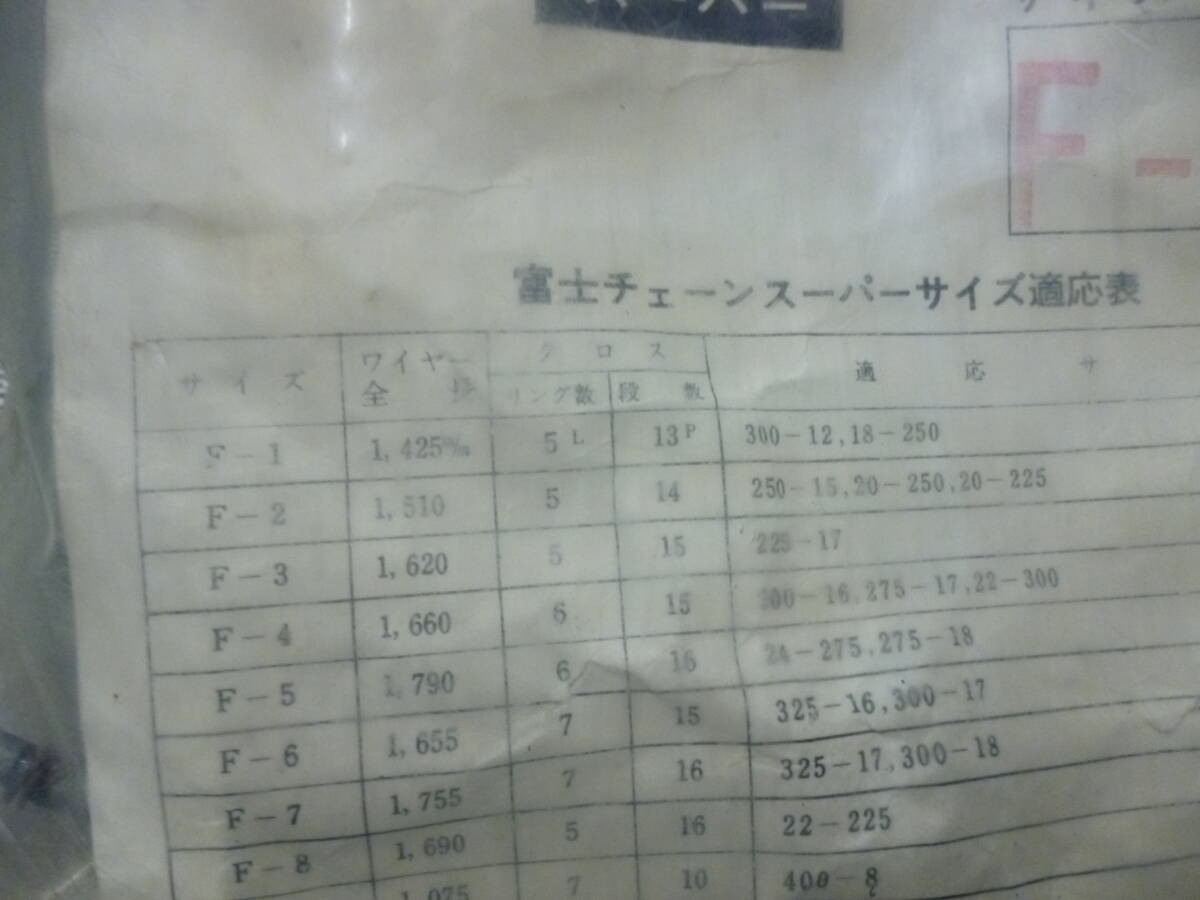 F-
富士チェーンスーパーサイズ適応表
サイズ ワイヤー全長 クロス 適応サ
リング数 段数
F-1 1,425㎜ 5L 13P 300-12,18-250
F-2 1,510 5 14 250-15,20-250,20-225
F-3 1,620 5 15 225-17
F-4 1,660 6 15 300-16,275-17,22-300
F-5 1,790 6 16 24-275,275-18
F-6 1,655 7 15 325-16,300-17
F-7 1,755 7 16 325-17,300-18
F-8 1,690 5 16 22-225
1,075 7 10 400-8